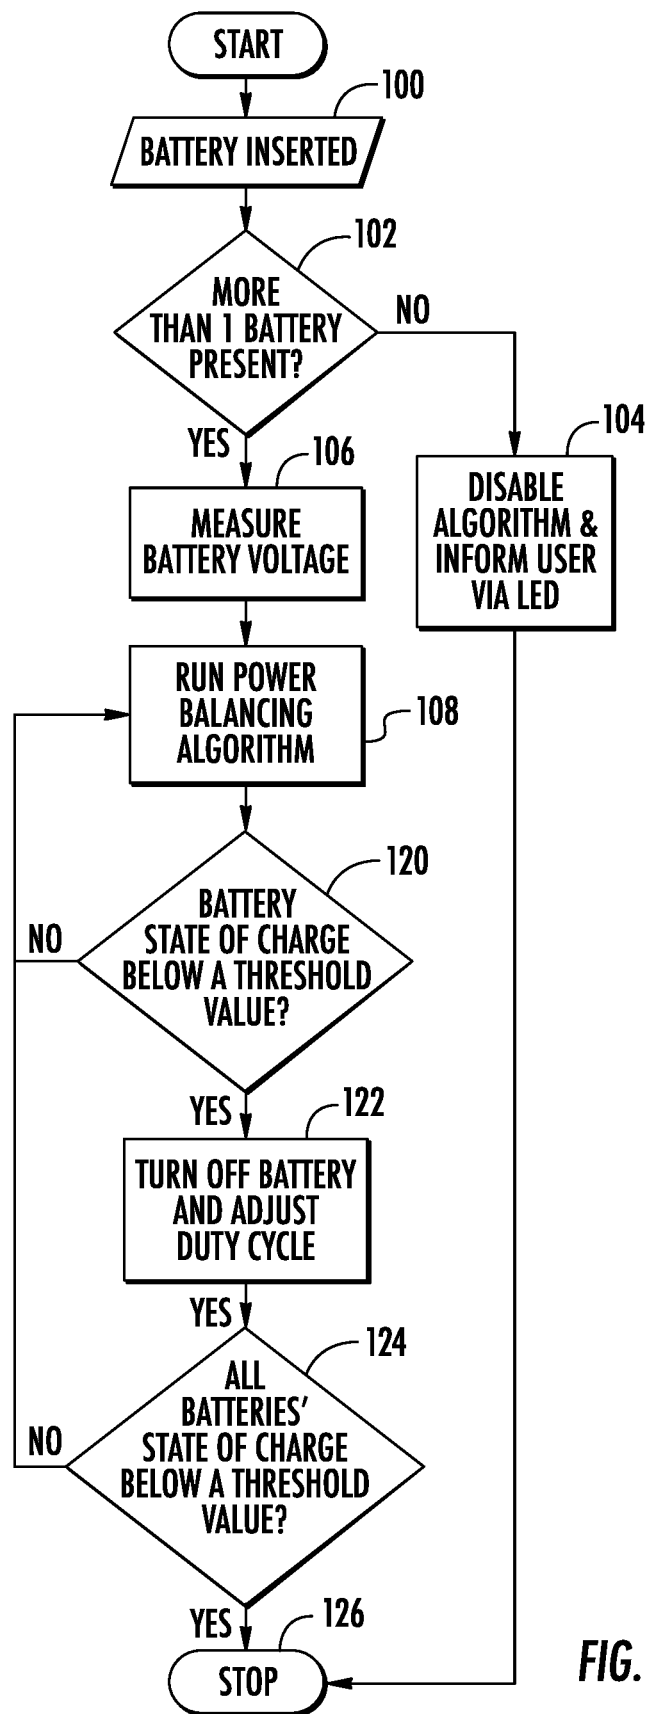 START
100
BATTERY INSERTED
102
MORE
THAN 1 BATTERY
PRESENT?
NO
YES
104
DISABLE
ALGORITHM &
INFORM USER
VIA LED
106
MEASURE
BATTERY VOLTAGE
RUN POWER
BALANCING
ALGORITHM
108
120
BATTERY
STATE OF CHARGE
BELOW A THRESHOLD
VALUE?
NO
YES
122
TURN OFF BATTERY
AND ADJUST
DUTY CYCLE
YES
124
ALL
BATTERIES'
STATE OF CHARGE
BELOW A THRESHOLD
VALUE?
NO
YES
126
STOP
FIG.